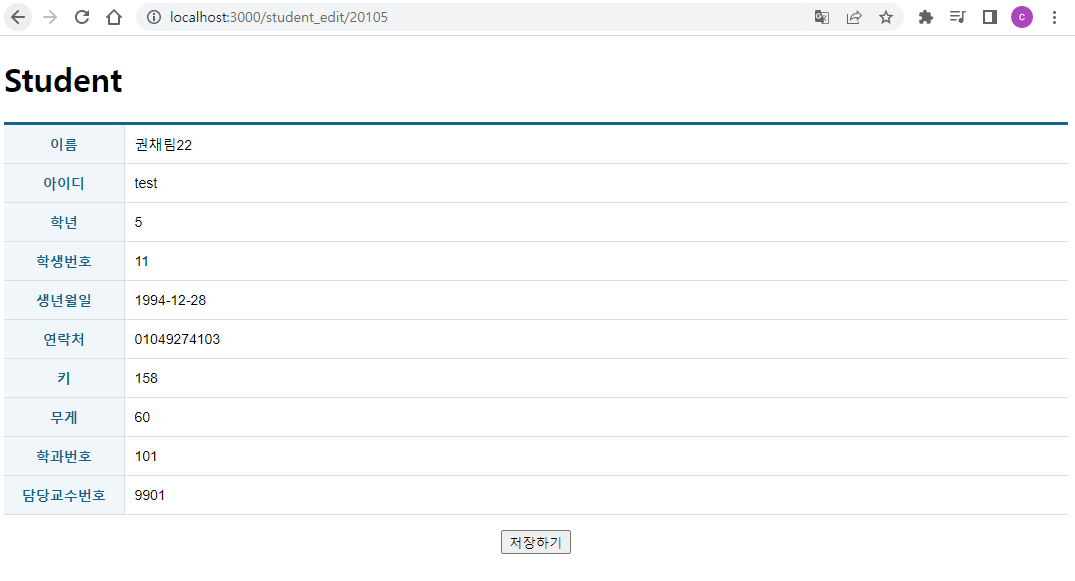 localhost:3000/student_edit/20105
c
Student
이름 권채림22
아이디 test
학년 5
학생번호 11
생년월일 1994-12-28
연락처 01049274103
키 158
무게 60
학과번호 101
담당교수번호 9901
저장하기